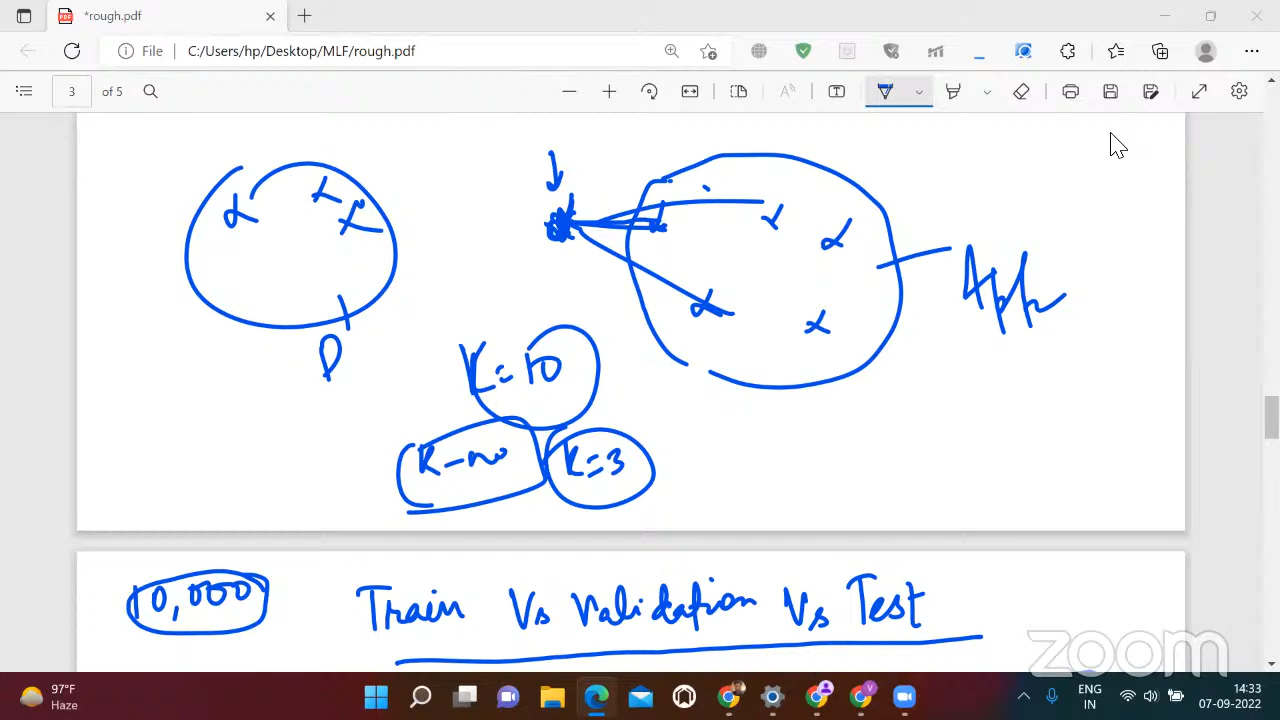 *rough.pdf
File
C:/Users/hp/Desktop/MLF/rough.pdf
3 of 5
K=10
K=3
10,000
Train Vs Validation Vs Test
zoom
97°F
Haze
ENG
IN
14:33
07-09-2022